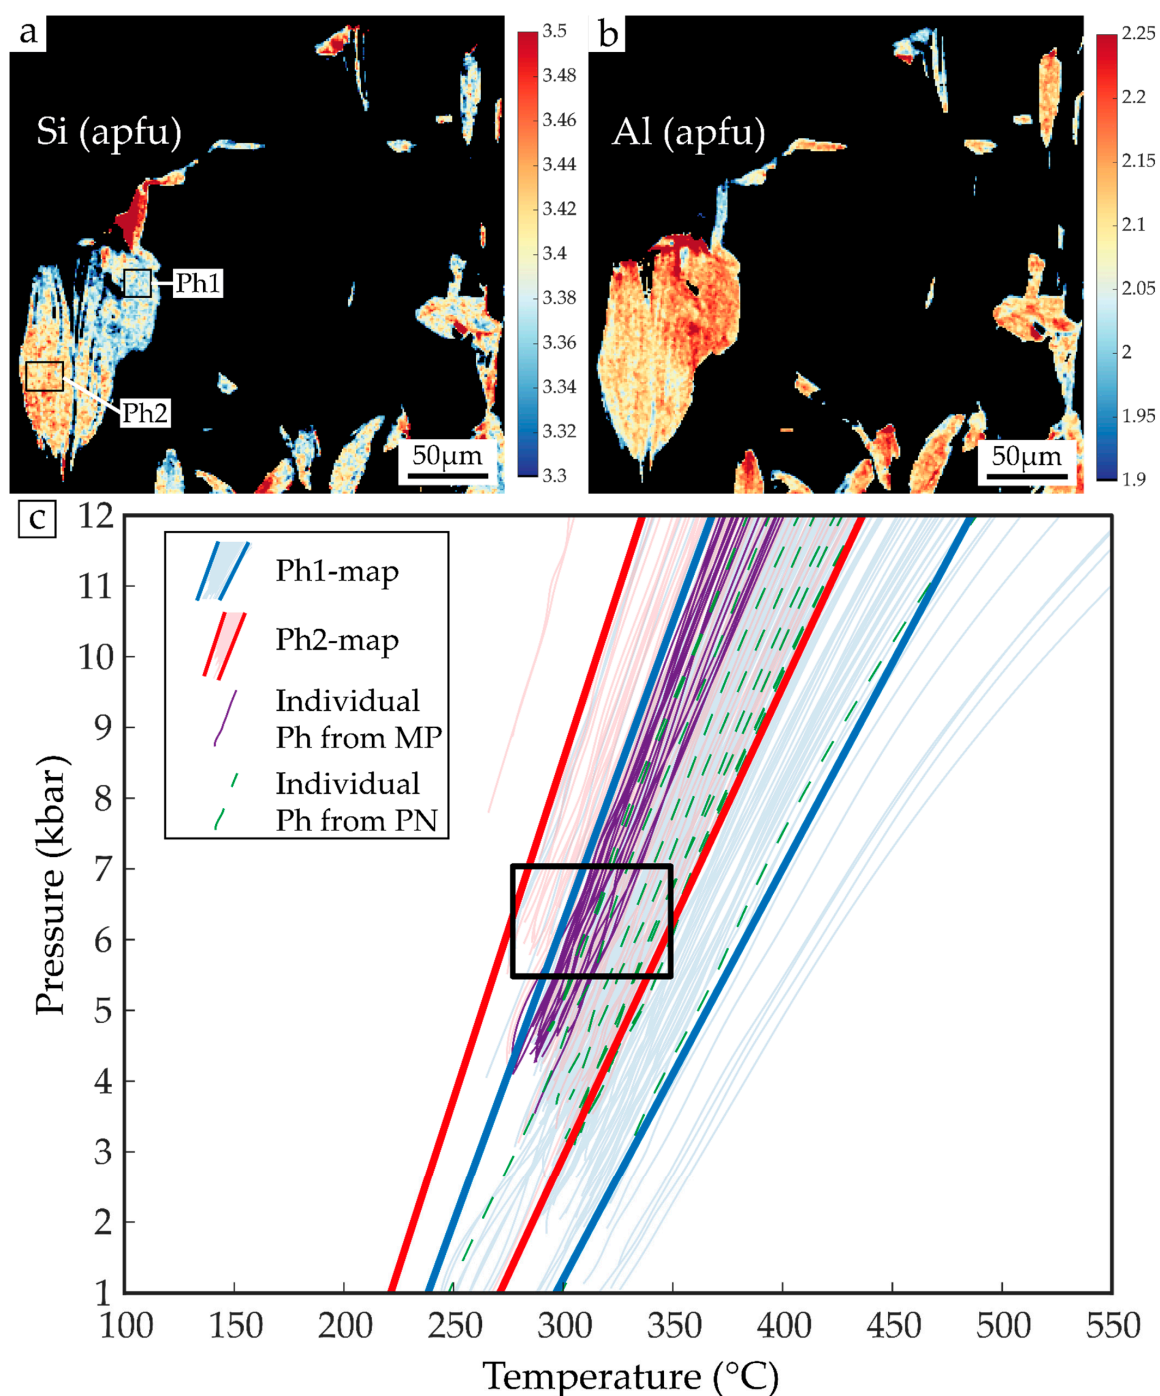 a
Si (apfu)
Ph1
Ph2
50μm
3.5
3.48
3.46
3.44
3.42
3.4
3.38
3.36
3.34
3.32
3.3
b
Al (apfu)
50μm
2.25
2.2
2.15
2.1
2.05
2
1.95
1.9
c
Ph1-map
Ph2-map
Individual
Ph from MP
Individual
Ph from PN
12
11
10
9
8
7
6
5
4
3
2
1
Pressure (kbar)
100
150
200
250
300
350
400
450
500
550
Temperature (°C)